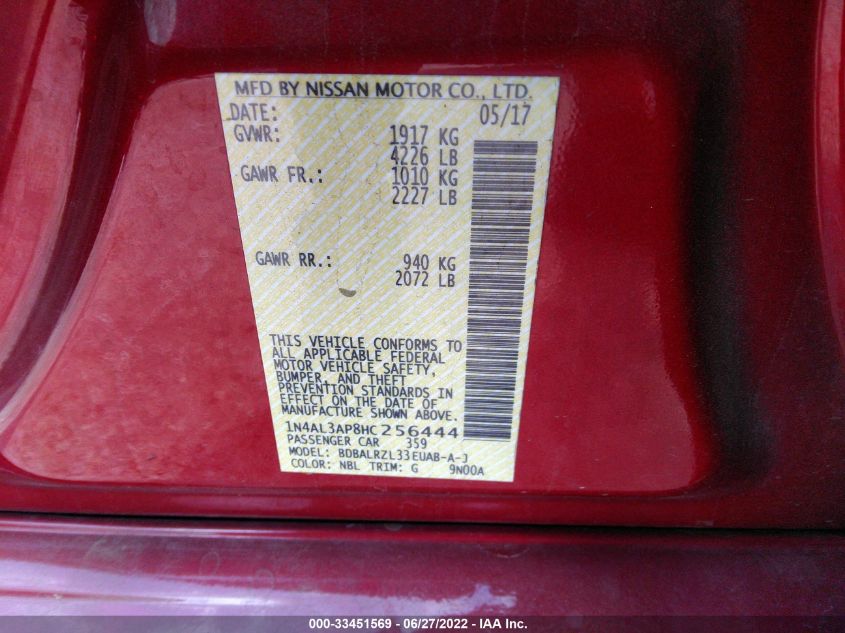 MFD BY NISSAN MOTOR CO., LTD.
DATE: 05/17
GVWR: 1917 KG
4226 LB
GAWR FR.: 1010 KG
2227 LB
GAWR RR.: 940 KG
2072 LB
THIS VEHICLE CONFORMS TO
ALL APPLICABLE FEDERAL
MOTOR VEHICLE SAFETY,
BUMPER, AND THEFT
PREVENTION STANDARDS IN
EFFECT ON THE DATE OF
MANUFACTURE SHOWN ABOVE.
1N4AL3AP8HC256444
PASSENGER CAR 359
MODEL: BDBALRZL33EUAB-A-J
COLOR: NBL TRIM: G 9N00A
000-33451569 - 06/27/2022 - IAA Inc.